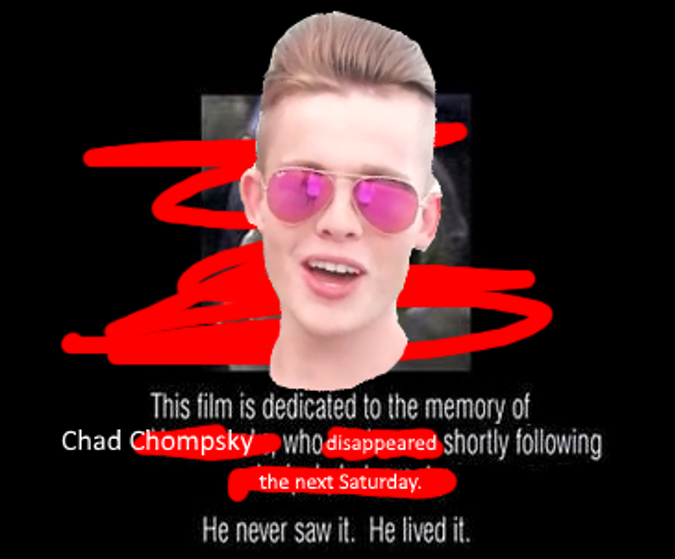 This film is dedicated to the memory of
Chad Chompsky, who disappeared shortly following
the next Saturday.
He never saw it. He lived it.